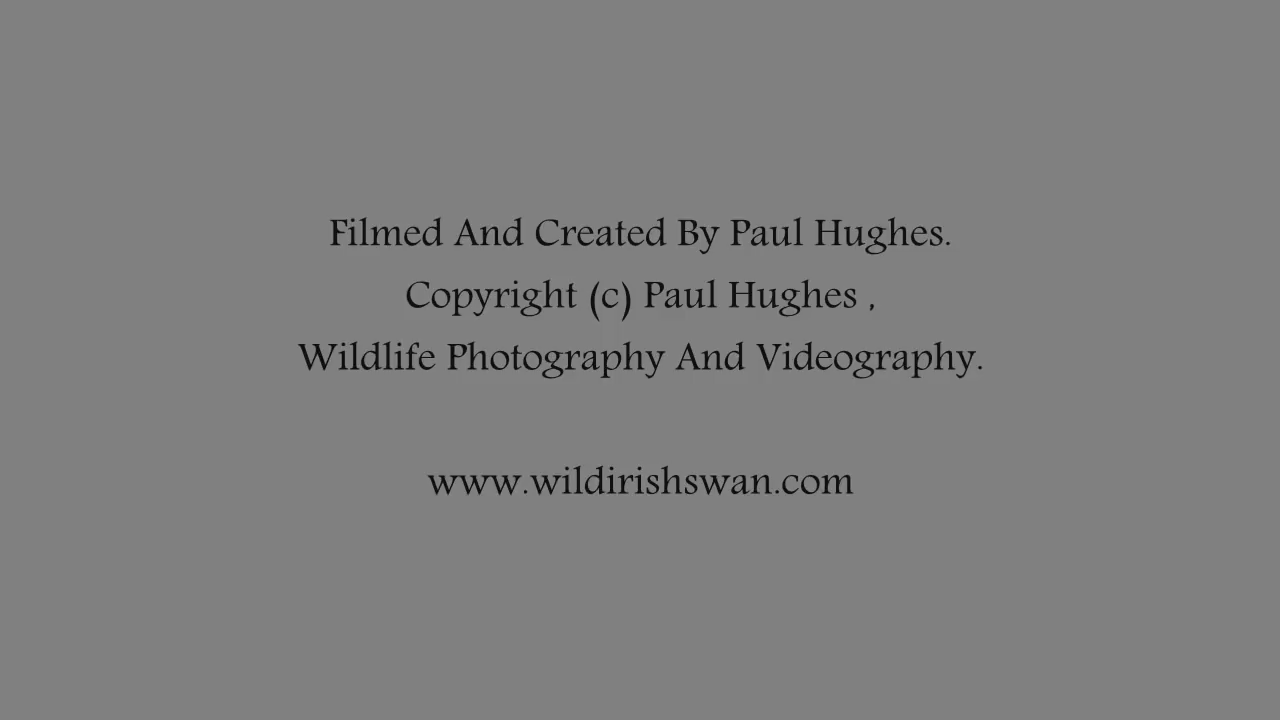 Filmed And Created By Paul Hughes.
Copyright (c) Paul Hughes ,
Wildlife Photography And Videography.
www.wildirishswan.com